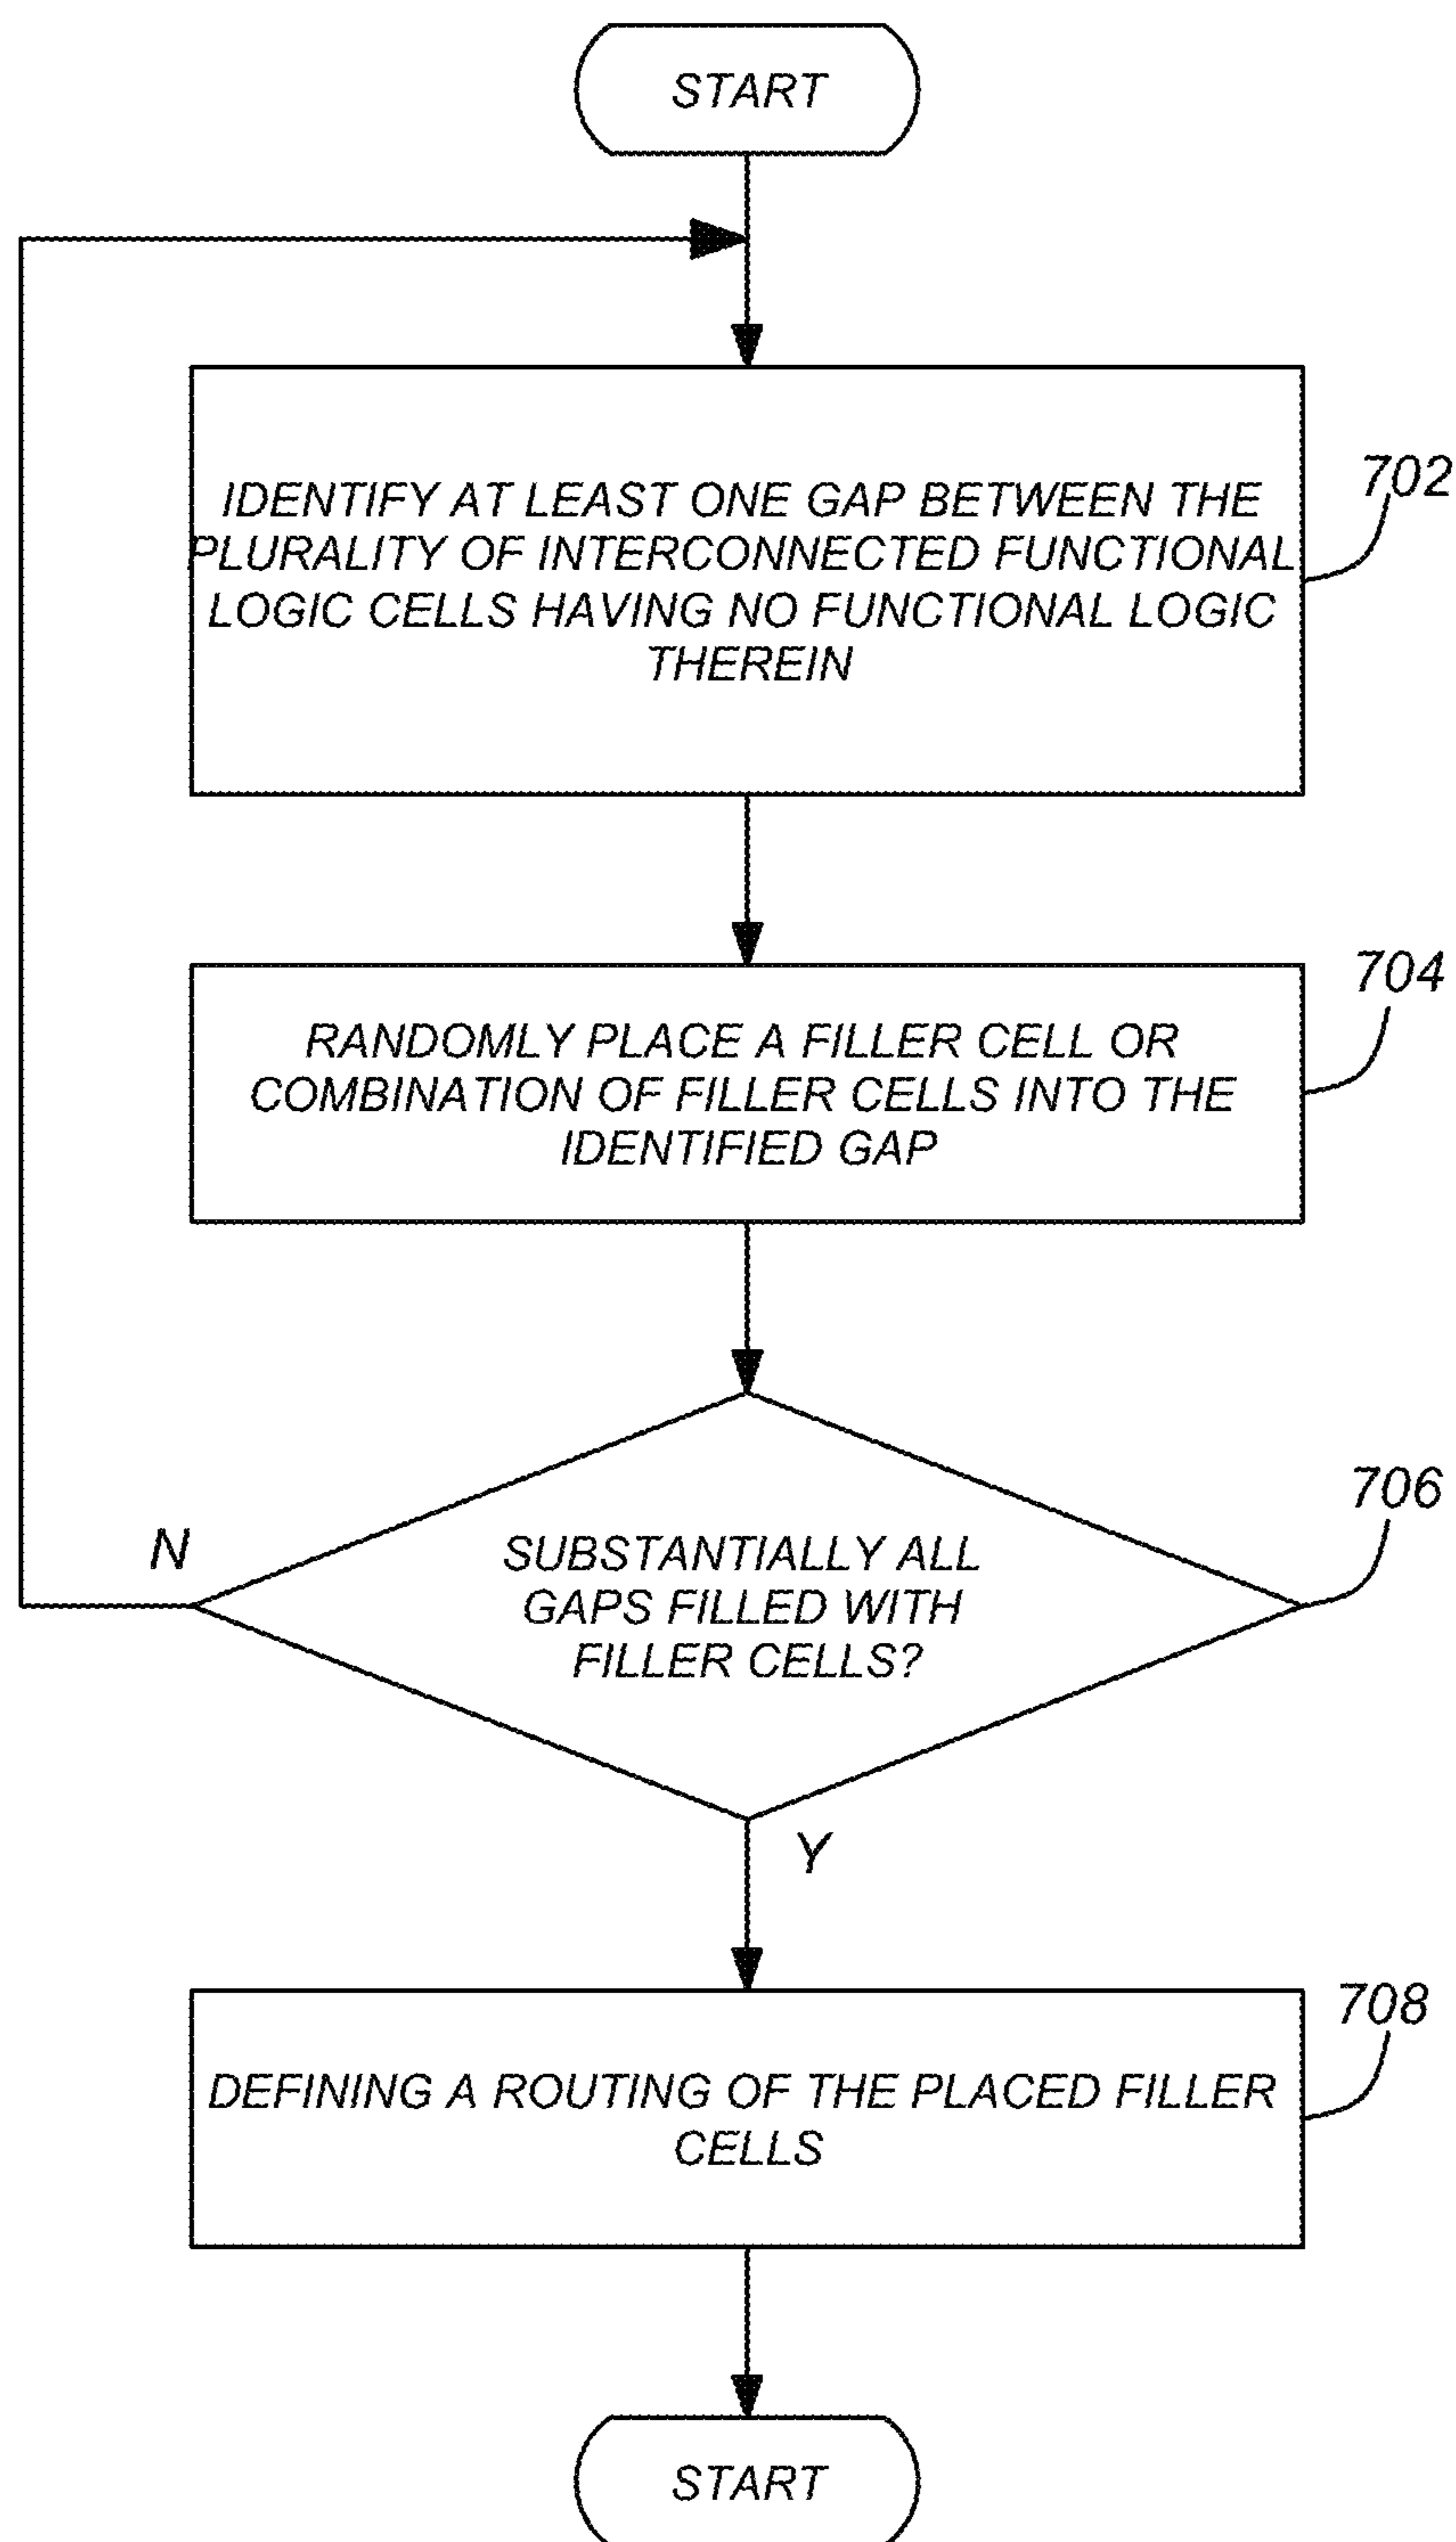 START
IDENTIFY AT LEAST ONE GAP BETWEEN THE
PLURALITY OF INTERCONNECTED FUNCTIONAL
LOGIC CELLS HAVING NO FUNCTIONAL LOGIC
THEREIN
702
RANDOMLY PLACE A FILLER CELL OR
COMBINATION OF FILLER CELLS INTO THE
IDENTIFIED GAP
704
SUBSTANTIALLY ALL
GAPS FILLED WITH
FILLER CELLS?
706
N
Y
DEFINING A ROUTING OF THE PLACED FILLER
CELLS
708
START